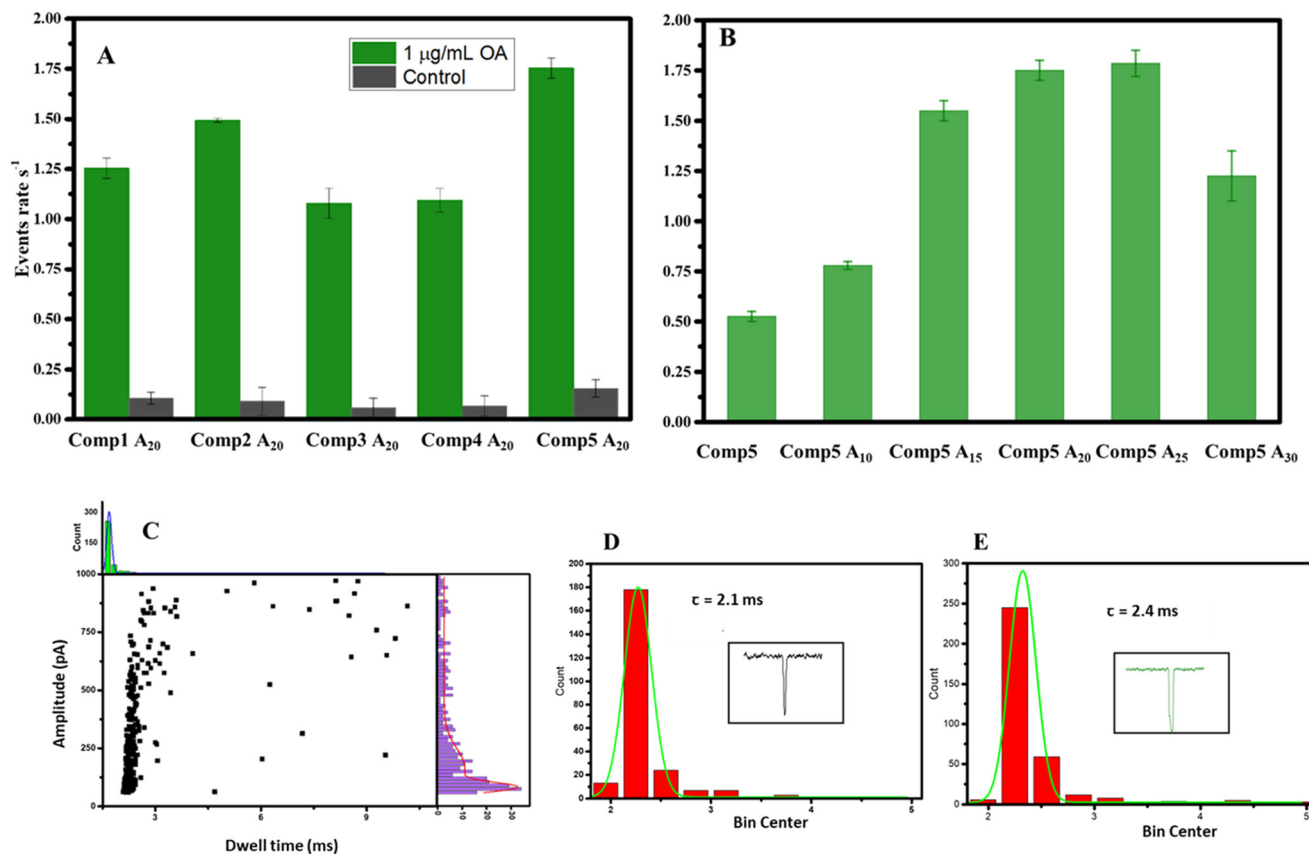 A
1 μg/mL OA
Control
Events rate s⁻¹
2.00
1.75
1.50
1.25
1.00
0.75
0.50
0.25
0.00
Comp1 A₂₀ Comp2 A₂₀ Comp3 A₂₀ Comp4 A₂₀ Comp5 A₂₀
B
2.00
1.75
1.50
1.25
1.00
0.75
0.50
0.25
0.00
Comp5 Comp5 A₁₀ Comp5 A₁₅ Comp5 A₂₀ Comp5 A₂₅ Comp5 A₃₀
C
Count
300
150
Amplitude (pA)
1000
750
500
250
0
3 6 9
0 10 20 30
Dwell time (ms)
D
τ = 2.1 ms
Count
200
180
160
140
120
100
80
60
40
20
0
2 3 4 5
Bin Center
E
τ = 2.4 ms
Count
300
250
200
150
100
50
0
2 3 4 5
Bin Center